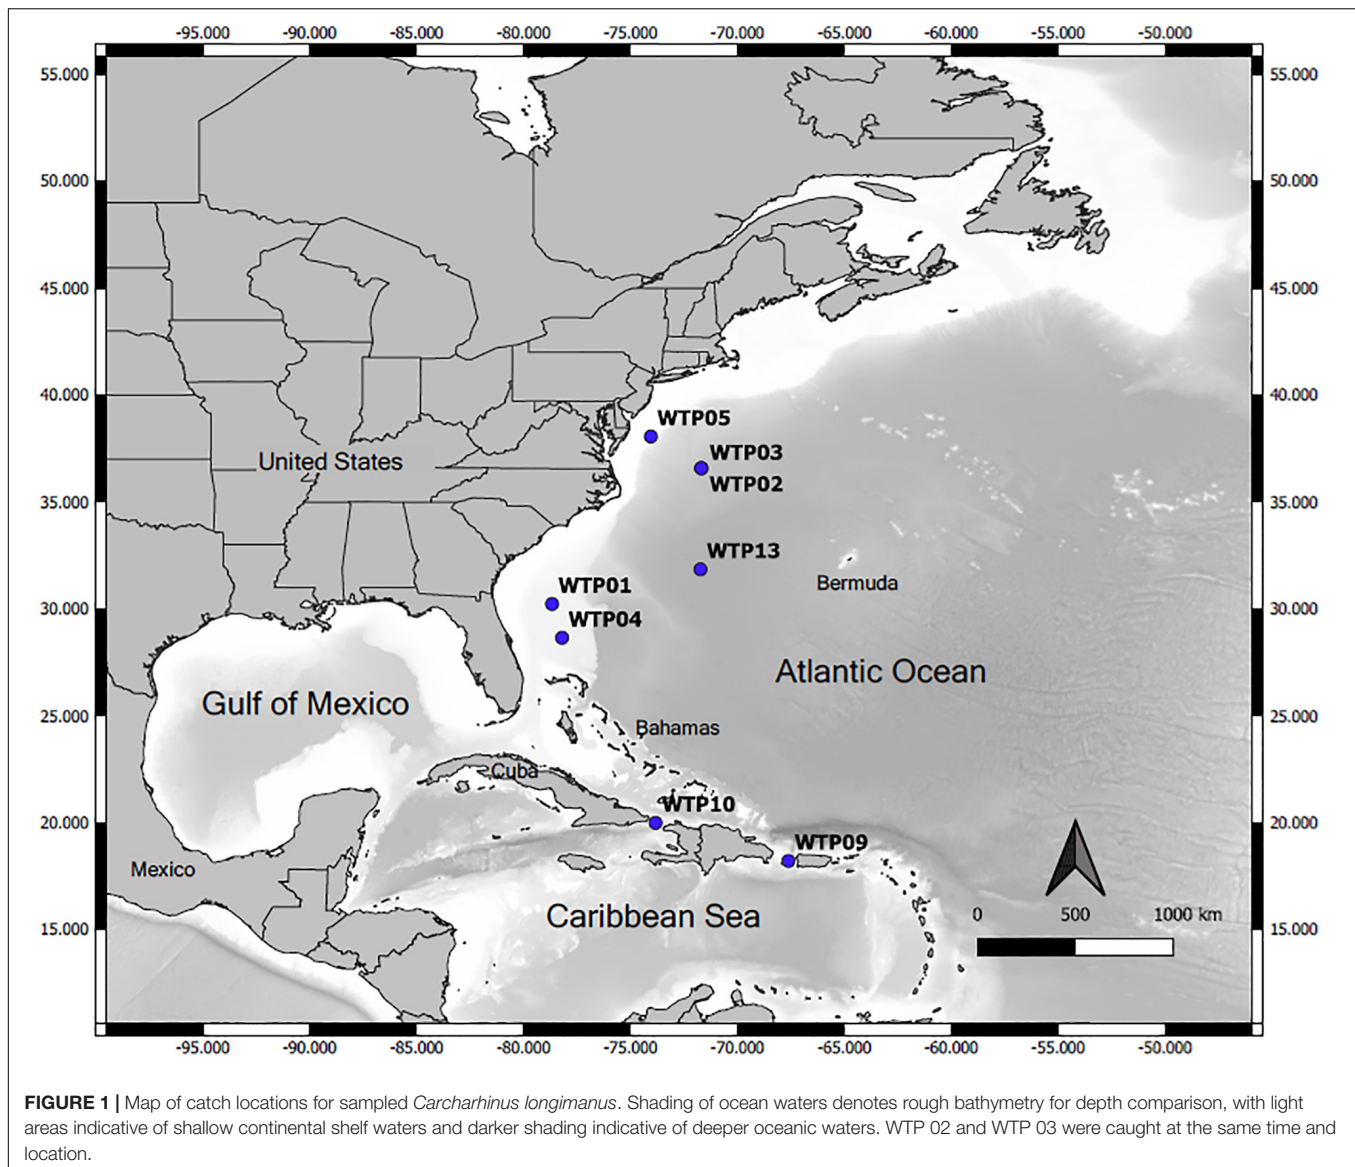 -95.000 -90.000 -85.000 -80.000 -75.000 -70.000 -65.000 -60.000 -55.000 -50.000
55.000 55.000
50.000 50.000
45.000 45.000
40.000 40.000
WTP05
WTP03
United States
WTP02
35.000 35.000
WTP13
WTP01
Bermuda
30.000 30.000
WTP04
Atlantic Ocean
Gulf of Mexico
25.000 25.000
Bahamas
Cuba
WTP10
20.000 20.000
WTP09
Mexico
0 500 1000 km
Caribbean Sea
15.000 15.000
-95.000 -90.000 -85.000 -80.000 -75.000 -70.000 -65.000 -60.000 -55.000 -50.000
FIGURE 1 | Map of catch locations for sampled Carcharhinus longimanus. Shading of ocean waters denotes rough bathymetry for depth comparison, with light
areas indicative of shallow continental shelf waters and darker shading indicative of deeper oceanic waters. WTP 02 and WTP 03 were caught at the same time and
location.